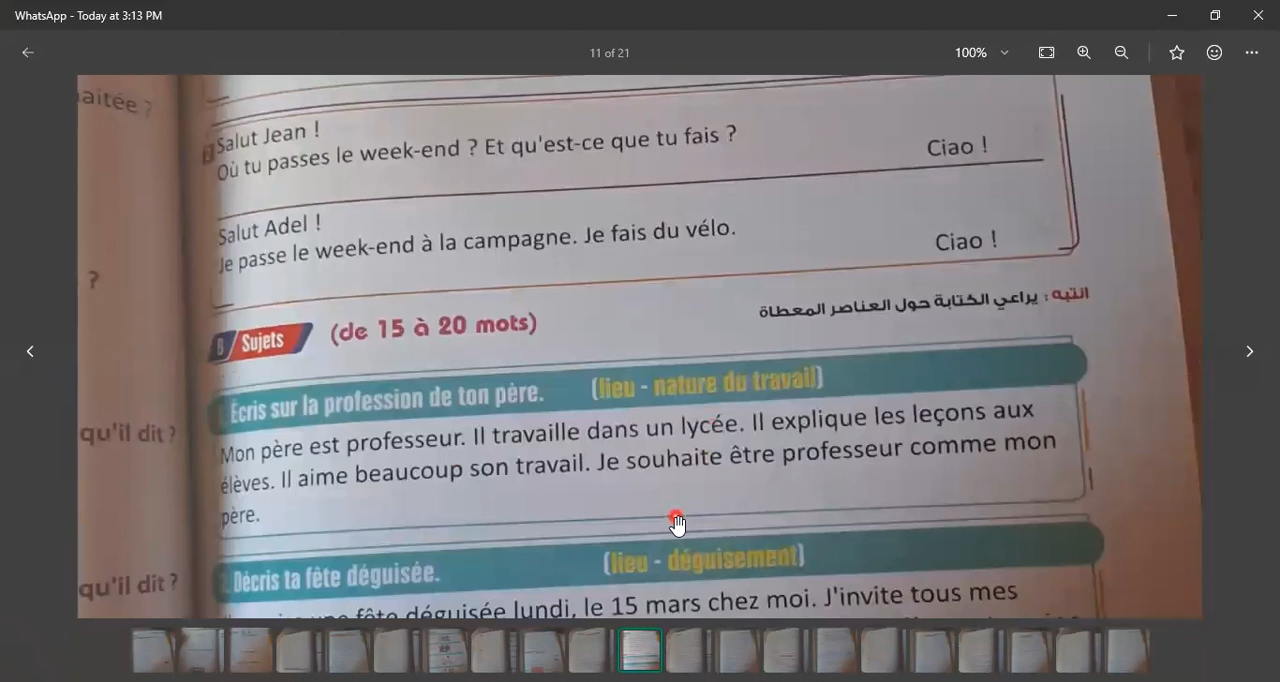 WhatsApp - Today at 3:13 PM
11 of 21
100%
aitée ?
Salut Jean !
Où tu passes le week-end ? Et qu'est-ce que tu fais ?
Ciao !
Salut Adel !
Je passe le week-end à la campagne. Je fais du vélo.
Ciao !
?
B Sujets (de 15 à 20 mots)
انتبه : يراعي الكتابة حول العناصر المعطاة
Écris sur la profession de ton père. (lieu - nature du travail)
Mon père est professeur. Il travaille dans un lycée. Il explique les leçons aux
qu'il dit ?
élèves. Il aime beaucoup son travail. Je souhaite être professeur comme mon
père.
qu'il dit ?
Décris ta fête déguisée. (lieu - déguisement)
fête déguisée lundi, le 15 mars chez moi. J'invite tous mes